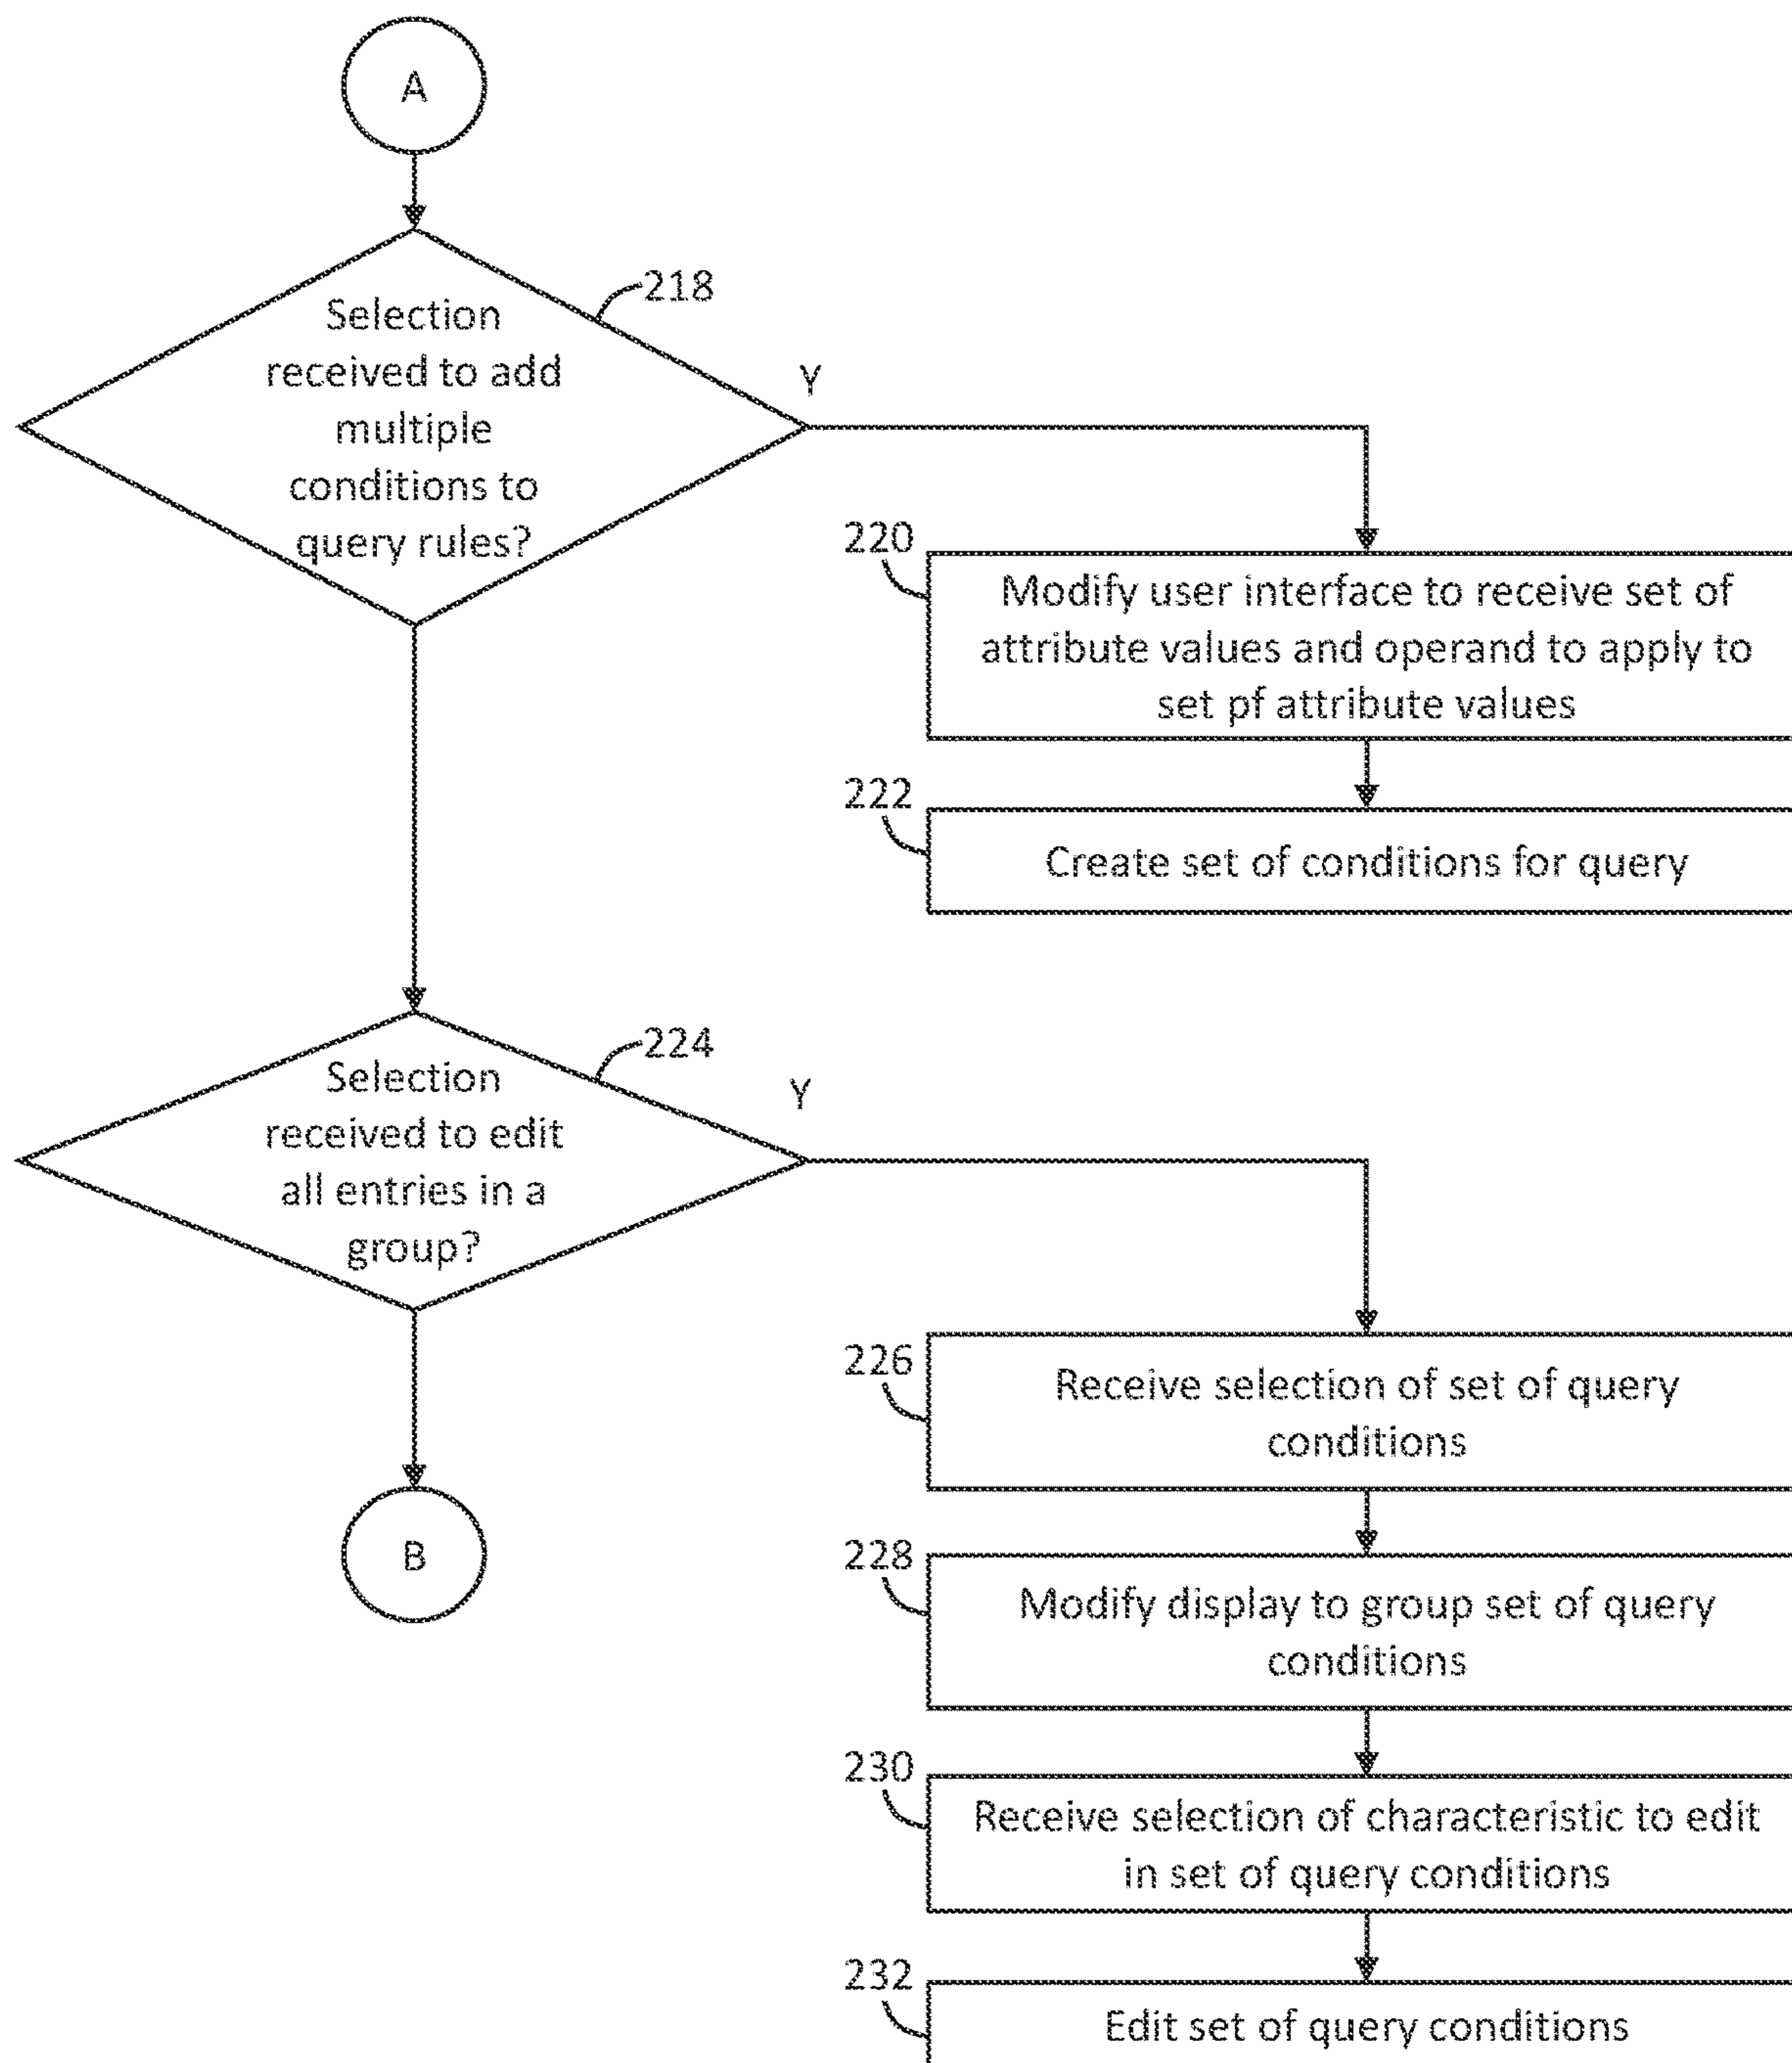 A
218
Selection
received to add
multiple
conditions to
query rules?
Y
220
Modify user interface to receive set of
attribute values and operand to apply to
set pf attribute values
222
Create set of conditions for query
224
Selection
received to edit
all entries in a
group?
Y
226
Receive selection of set of query
conditions
B
228
Modify display to group set of query
conditions
230
Receive selection of characteristic to edit
in set of query conditions
232
Edit set of query conditions